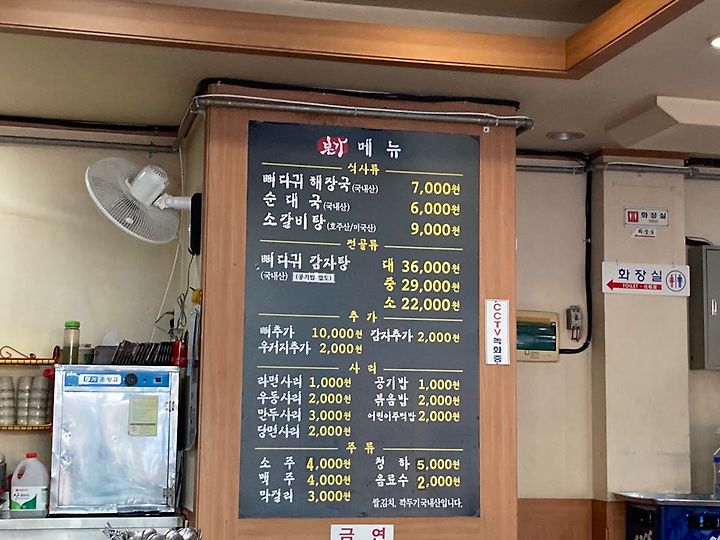 본가 메뉴
식사류
뼈다귀 해장국(국내산) 7,000원
순대국(국내산) 6,000원
소갈비탕(호주산/미국산) 9,000원
전골류
뼈다귀 감자탕 대 36,000원
(국내산) (공기밥 별도) 중 29,000원
소 22,000원
추가
뼈추가 10,000원 감자추가 2,000원
우거지추가 2,000원
사리
라면사리 1,000원 공기밥 1,000원
우동사리 2,000원 볶음밥 2,000원
만두사리 3,000원 어린이주먹밥 2,000원
당면사리 2,000원
주류
소주 4,000원 청하 5,000원
맥주 4,000원 음료수 2,000원
막걸리 3,000원
쌀,김치, 깍두기국내산입니다.
금연
CCTV 녹화중
화장실
화장실
화장실
TOILET